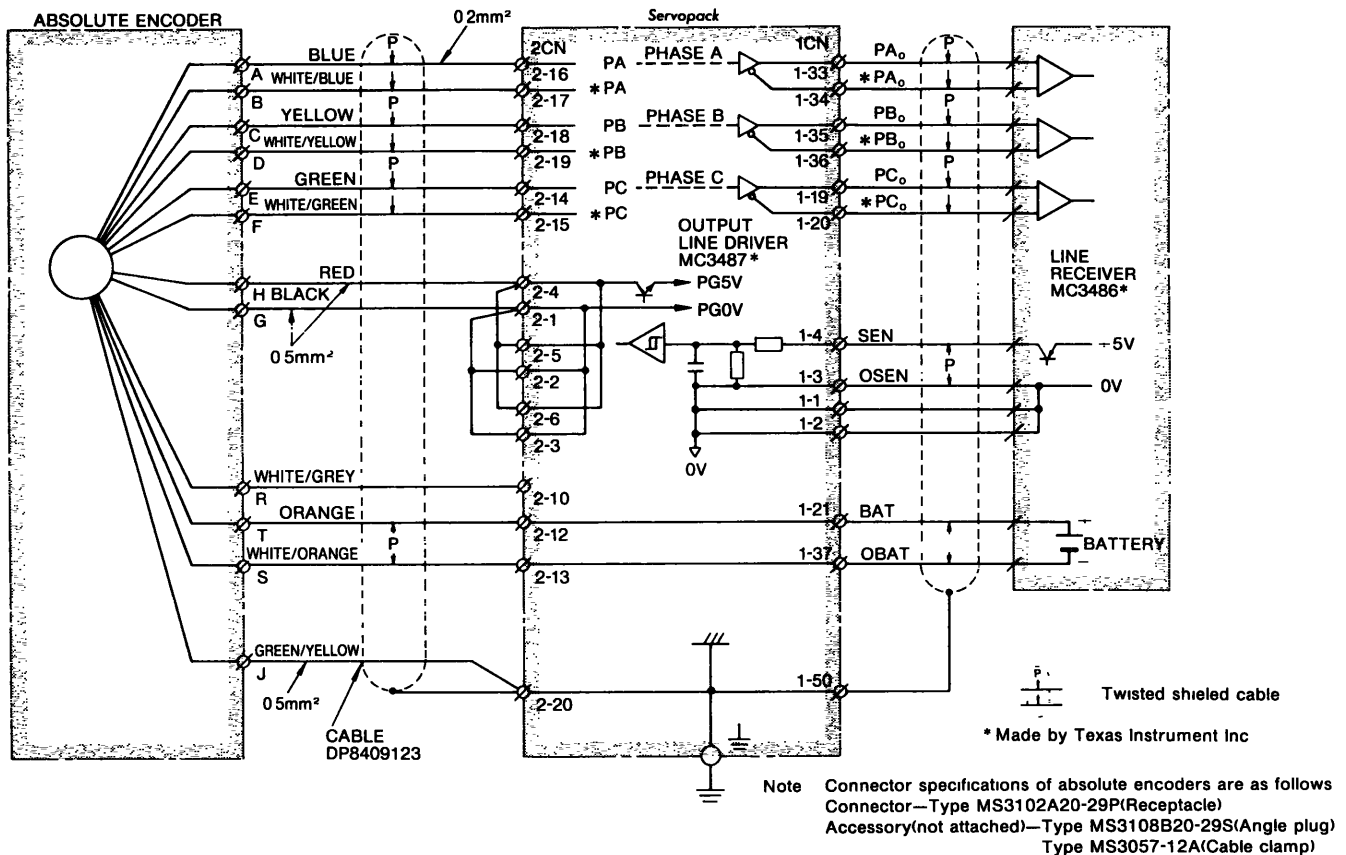 ABSOLUTE ENCODER
0 2mm²
Servopack
BLUE
P
2CN
PA
PHASE A
1CN
PA₀
P
A
WHITE/BLUE
2-16
*PA
1-33
*PA₀
B
P
2-17
1-34
P
YELLOW
2-18
PB
PHASE B
1-35
PB₀
C
WHITE/YELLOW
P
2-19
*PB
1-36
*PB₀
P
D
GREEN
P
PC
PHASE C
PC₀
P
E
WHITE/GREEN
2-14
*PC
1-19
*PC₀
F
2-15
1-20
OUTPUT
LINE DRIVER
MC3487*
LINE
RECEIVER
MC3486*
RED
PG5V
H
BLACK
2-4
PG0V
G
2-1
0 5mm²
1-4
SEN
+5V
2-5
P
1-3
OSEN
0V
2-2
1-1
2-6
1-2
2-3
0V
WHITE/GREY
R
2-10
ORANGE
1-21
BAT
+
T
2-12
P
P
BATTERY
WHITE/ORANGE
1-37
OBAT
−
S
2-13
GREEN/YELLOW
J
0 5mm²
1-50
2-20
CABLE
DP8409123
P
Twisted shieled cable
* Made by Texas Instrument Inc
Note Connector specifications of absolute encoders are as follows
Connector—Type MS3102A20-29P(Receptacle)
Accessory(not attached)—Type MS3108B20-29S(Angle plug)
Type MS3057-12A(Cable clamp)